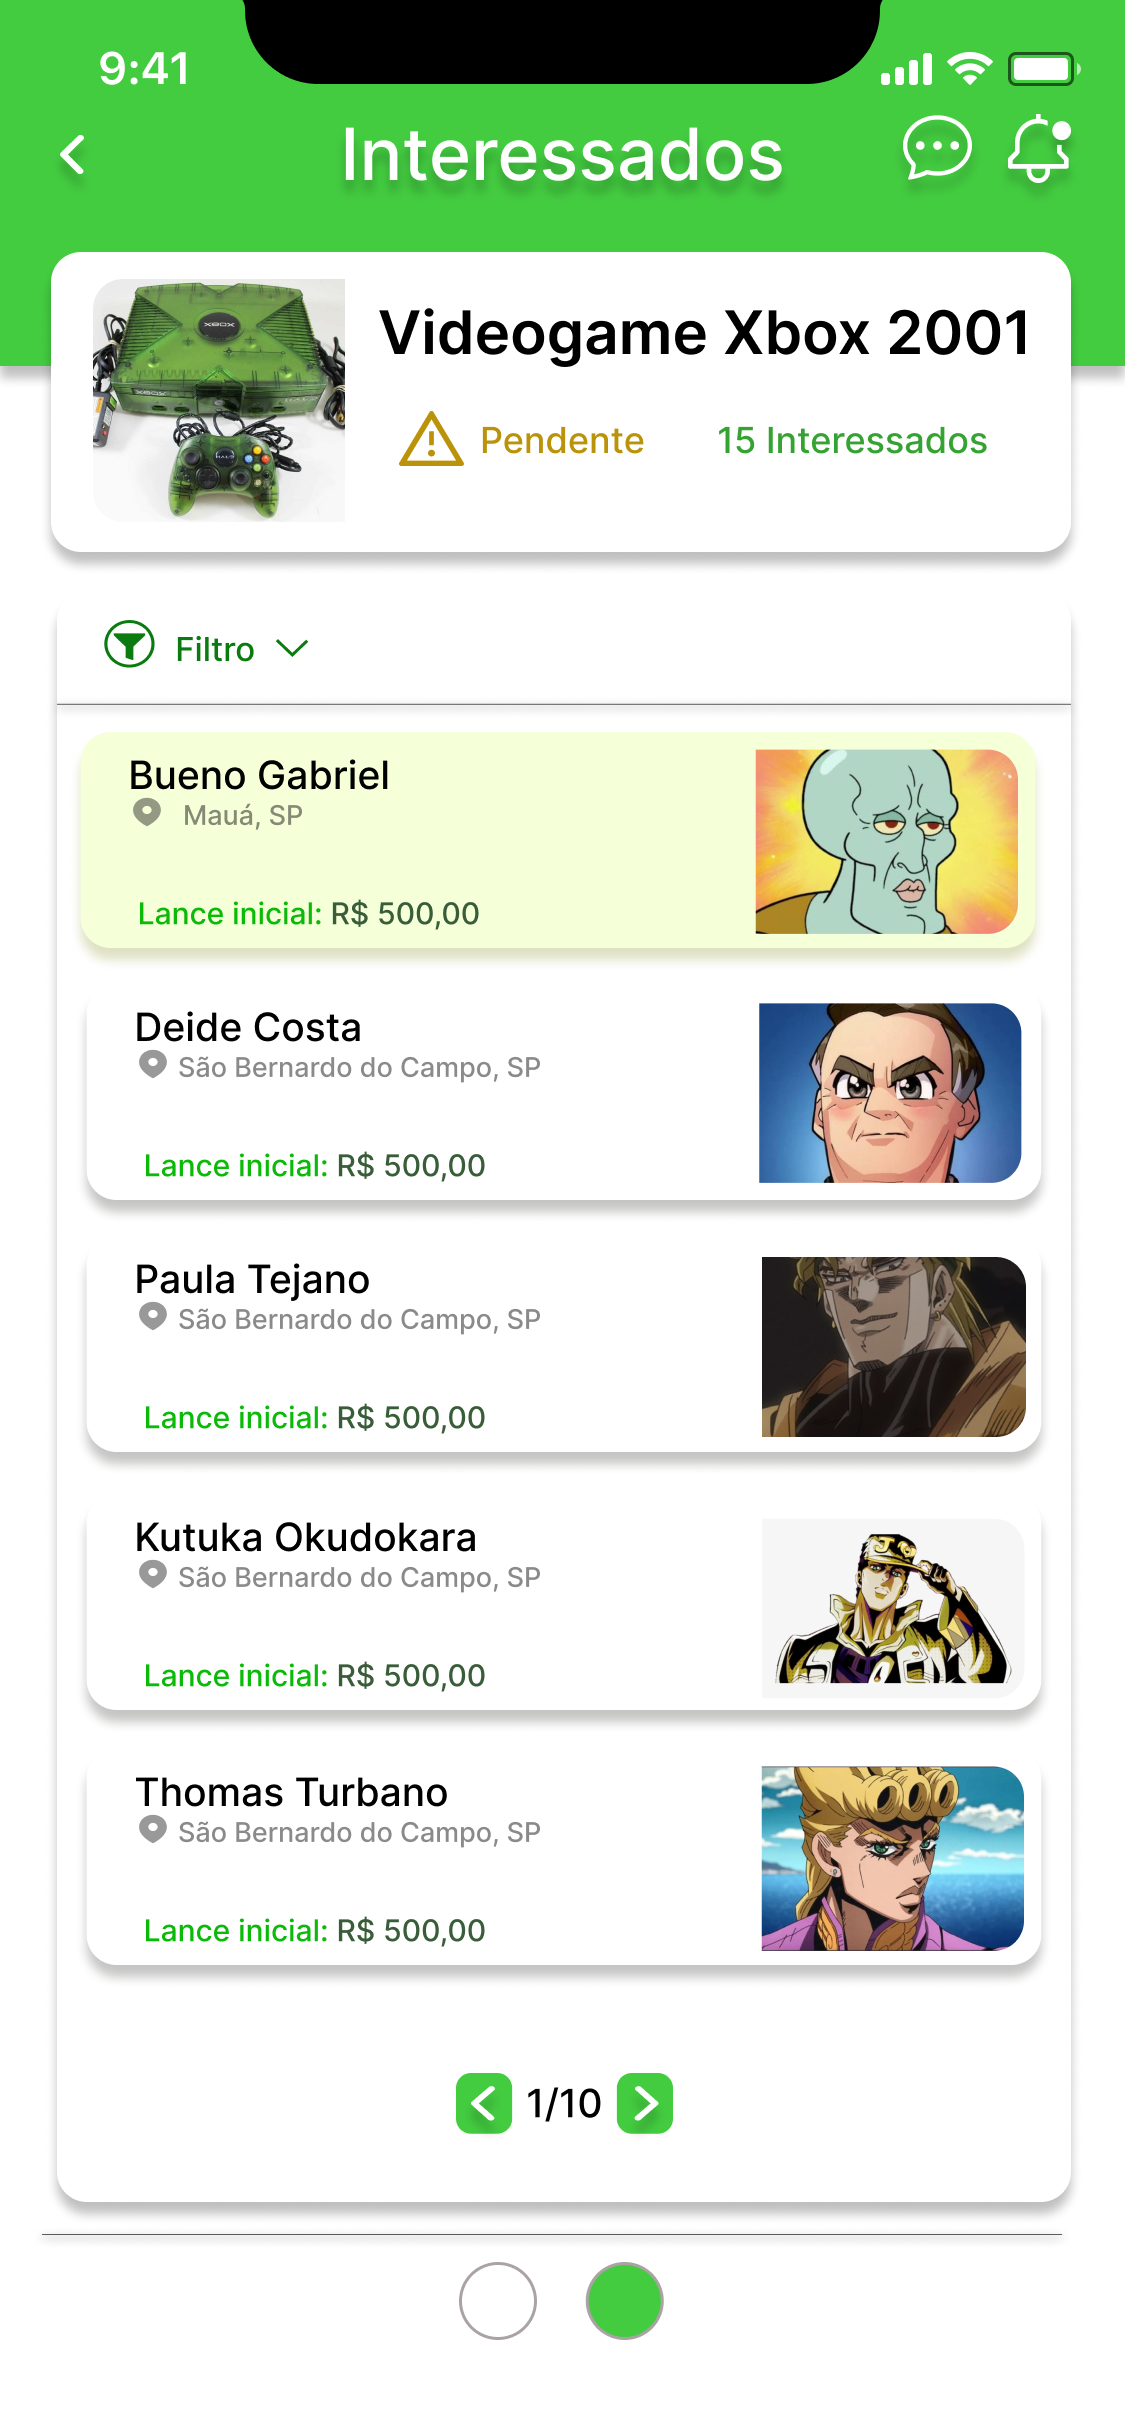 9:41
Interessados
XBOX
XBOX
HALO
Videogame Xbox 2001
Pendente
15 Interessados
Filtro
Bueno Gabriel
Mauá, SP
Lance inicial: R$ 500,00
Deide Costa
São Bernardo do Campo, SP
Lance inicial: R$ 500,00
Paula Tejano
São Bernardo do Campo, SP
Lance inicial: R$ 500,00
Kutuka Okudokara
São Bernardo do Campo, SP
Lance inicial: R$ 500,00
Thomas Turbano
São Bernardo do Campo, SP
Lance inicial: R$ 500,00
1/10